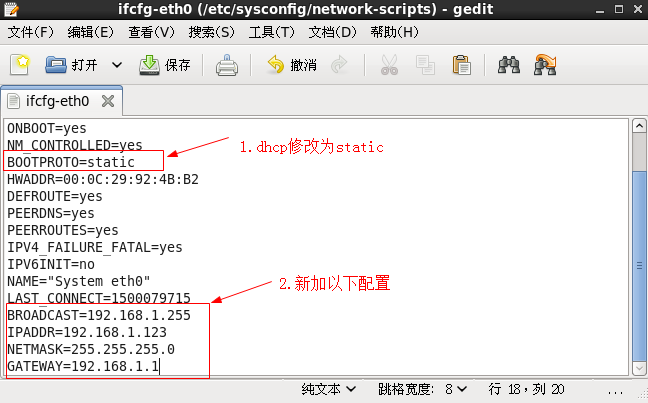 ifcfg-eth0 (/etc/sysconfig/network-scripts) - gedit
文件(F) 编辑(E) 查看(V) 搜索(S) 工具(T) 文档(D) 帮助(H)
打开 保存 撤消
ifcfg-eth0
ONBOOT=yes
NM_CONTROLLED=yes
BOOTPROTO=static
1.dhcp修改为static
HWADDR=00:0C:29:92:4B:B2
DEFROUTE=yes
PEERDNS=yes
PEERROUTES=yes
IPV4_FAILURE_FATAL=yes
IPV6INIT=no
NAME="System eth0"
2.新加以下配置
LAST_CONNECT=1500079715
BROADCAST=192.168.1.255
IPADDR=192.168.1.123
NETMASK=255.255.255.0
GATEWAY=192.168.1.1
纯文本 跳格宽度: 8 行 18，列 20 ...